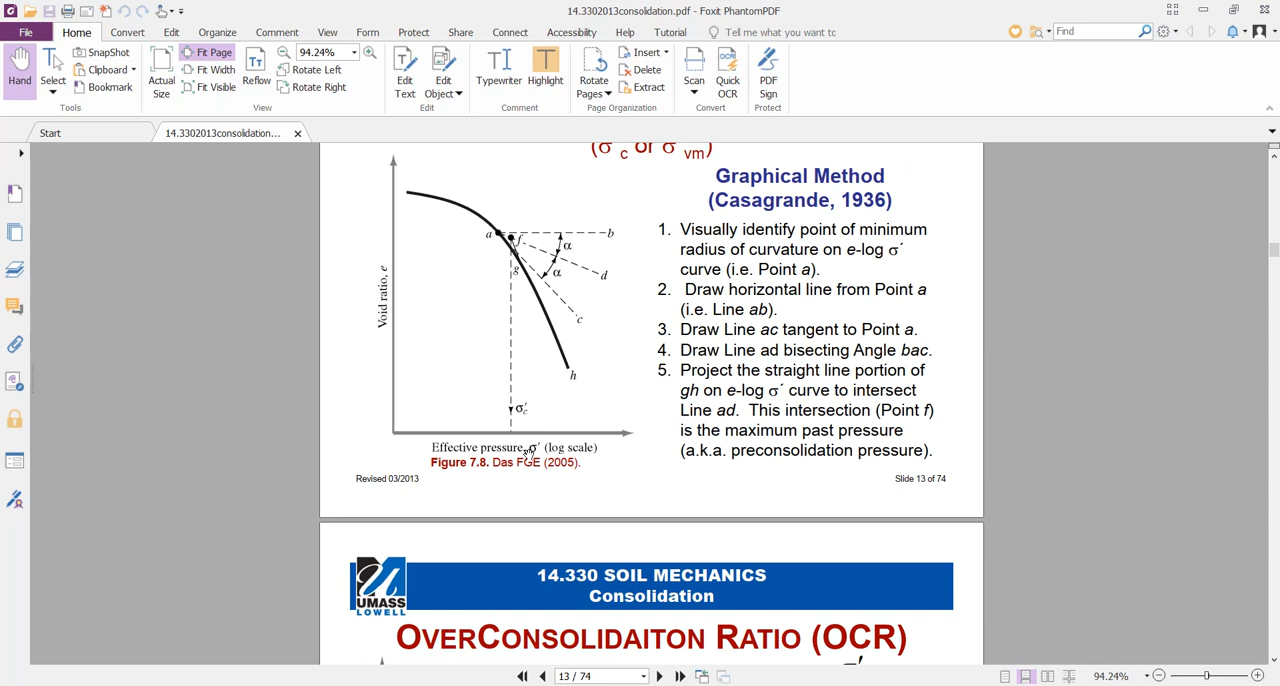 14.3302013consolidation.pdf - Foxit PhantomPDF
File Home Convert Edit Organize Comment View Form Protect Share Connect Accessibility Help Tutorial Tell me what you want tc Find
SnapShot Fit Page 94.24% Insert
Clipboard Fit Width Rotate Left Delete
Bookmark Fit Visible Rotate Right Extract
Hand Select Actual Size Reflow Edit Text Edit Object Typewriter Highlight Rotate Pages Scan Quick OCR PDF Sign
Tools View Edit Comment Page Organization Convert Protect
Start 14.3302013consolidation...
(σ c or σ vm)
Graphical Method
(Casagrande, 1936)
1. Visually identify point of minimum
radius of curvature on e-log σ´
curve (i.e. Point a).
2. Draw horizontal line from Point a
(i.e. Line ab).
3. Draw Line ac tangent to Point a.
4. Draw Line ad bisecting Angle bac.
5. Project the straight line portion of
gh on e-log σ´ curve to intersect
Line ad. This intersection (Point f)
is the maximum past pressure
(a.k.a. preconsolidation pressure).
Void ratio, e
a
b
f
α
g
α
d
c
h
σ′c
Effective pressure, σ′ (log scale)
Figure 7.8. Das FGE (2005).
Revised 03/2013
Slide 13 of 74
UMASS
LOWELL
14.330 SOIL MECHANICS
Consolidation
OVERCONSOLIDAITON RATIO (OCR)
13 / 74
94.24%